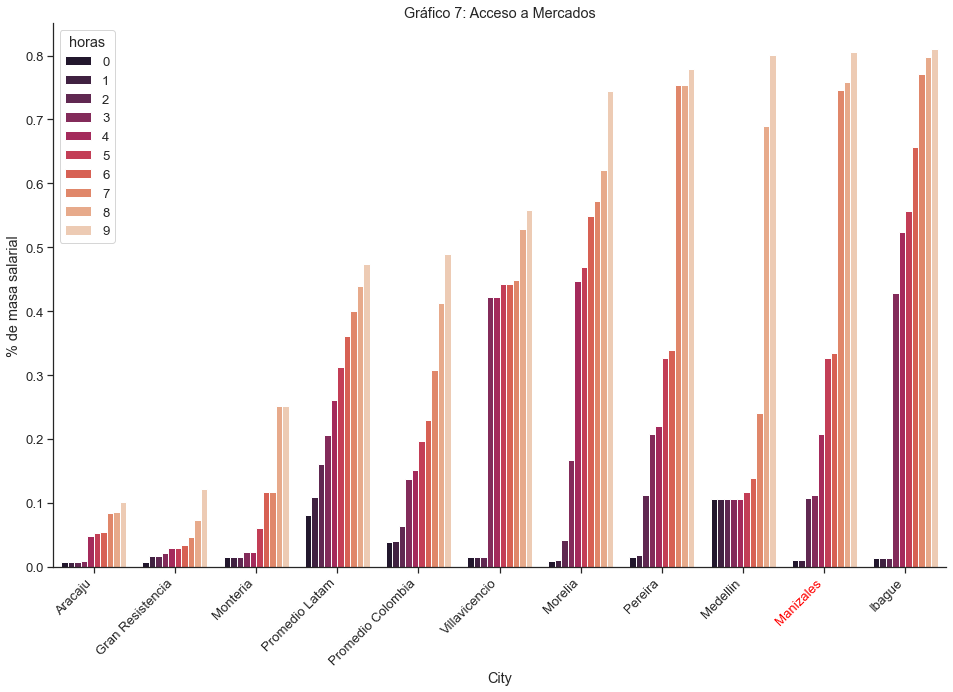 Gráfico 7: Acceso a Mercados
horas
0
1
2
3
4
5
6
7
8
9
% de masa salarial
0.8
0.7
0.6
0.5
0.4
0.3
0.2
0.1
0.0
Aracaju
Gran Resistencia
Monteria
Promedio Latam
Promedio Colombia
Villavicencio
Morelia
Pereira
Medellin
Manizales
Ibague
City